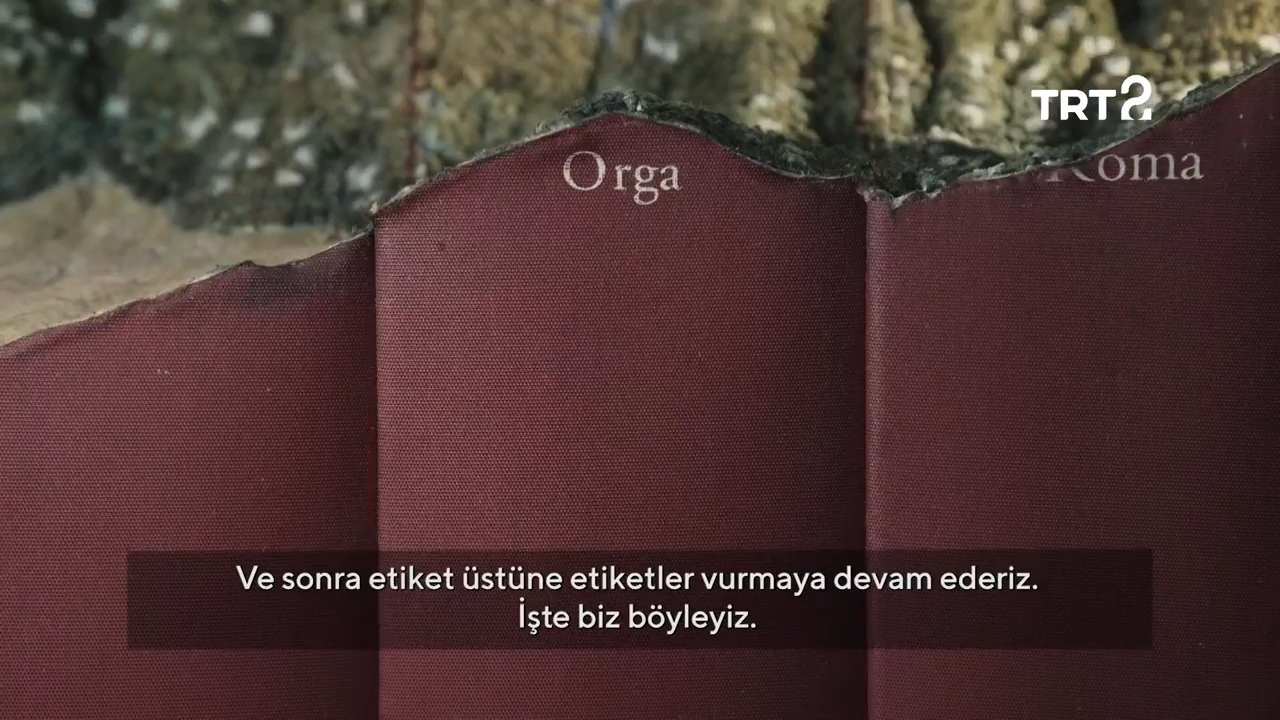 TRT2
Orga
Roma
Ve sonra etiket üstüne etiketler vurmaya devam ederiz.
İşte biz böyleyiz.